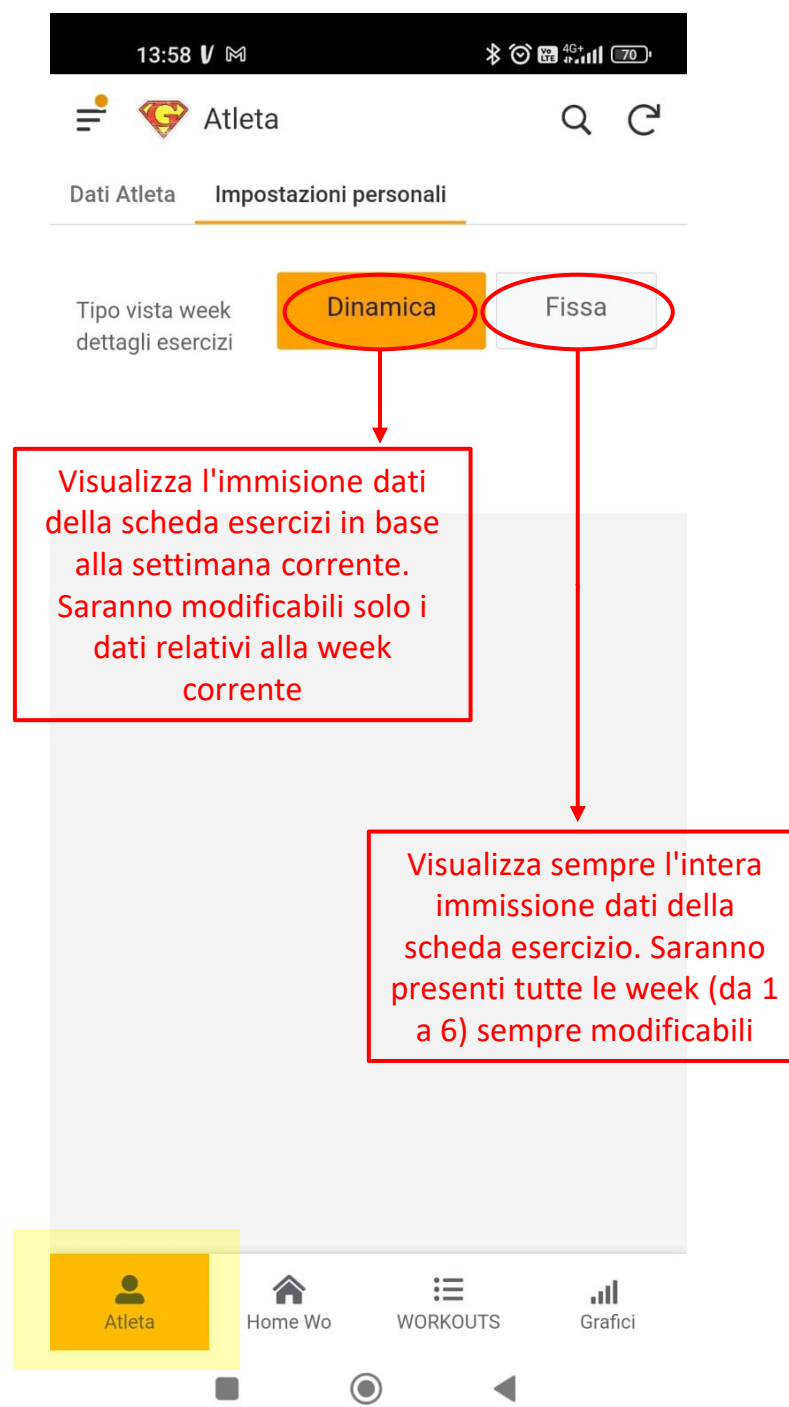 13:58
VO LTE 4G+ 70
G Atleta
Dati Atleta Impostazioni personali
Tipo vista week
dettagli esercizi
Dinamica Fissa
Visualizza l'immisione dati
della scheda esercizi in base
alla settimana corrente.
Saranno modificabili solo i
dati relativi alla week
corrente
Visualizza sempre l'intera
immissione dati della
scheda esercizio. Saranno
presenti tutte le week (da 1
a 6) sempre modificabili
Atleta Home Wo WORKOUTS Grafici